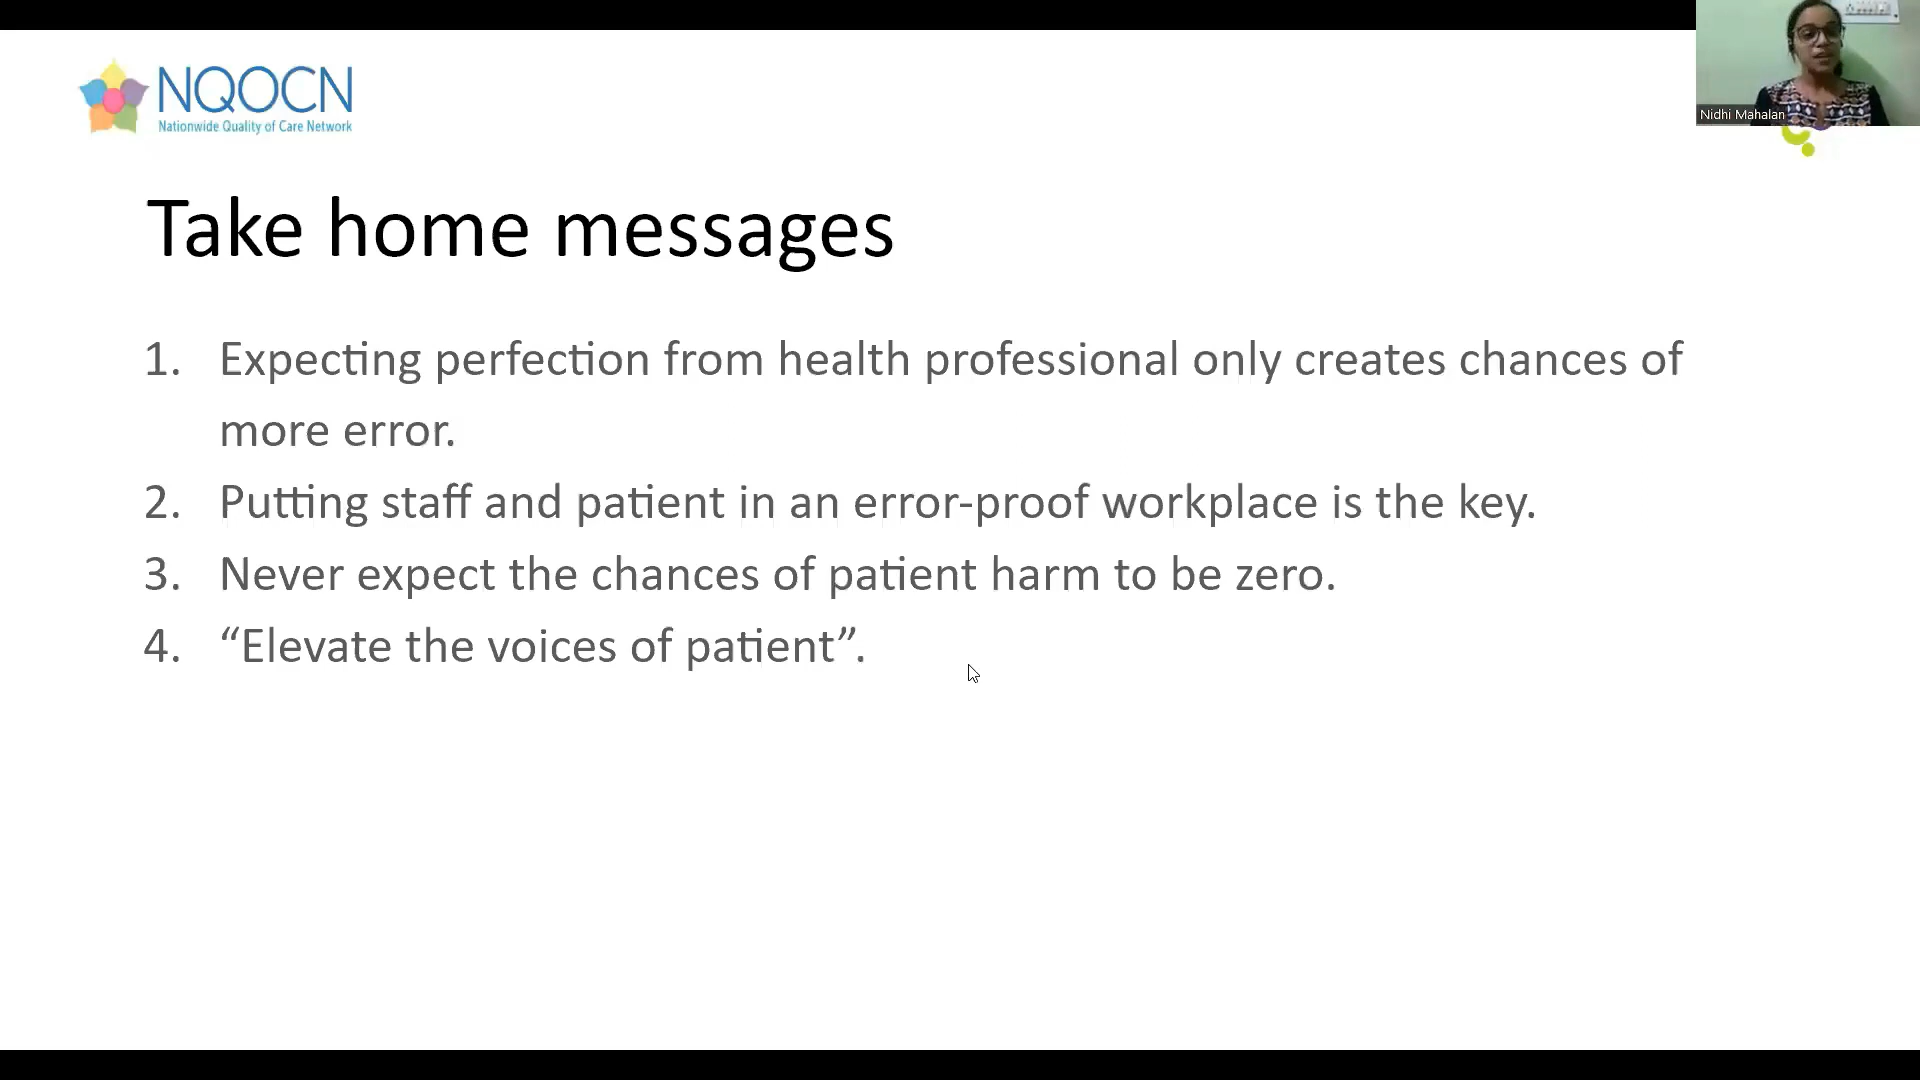 NQOCN
Nationwide Quality of Care Network
Nidhi Mahalan
Take home messages
1. Expecting perfection from health professional only creates chances of
more error.
2. Putting staff and patient in an error-proof workplace is the key.
3. Never expect the chances of patient harm to be zero.
4. “Elevate the voices of patient”.